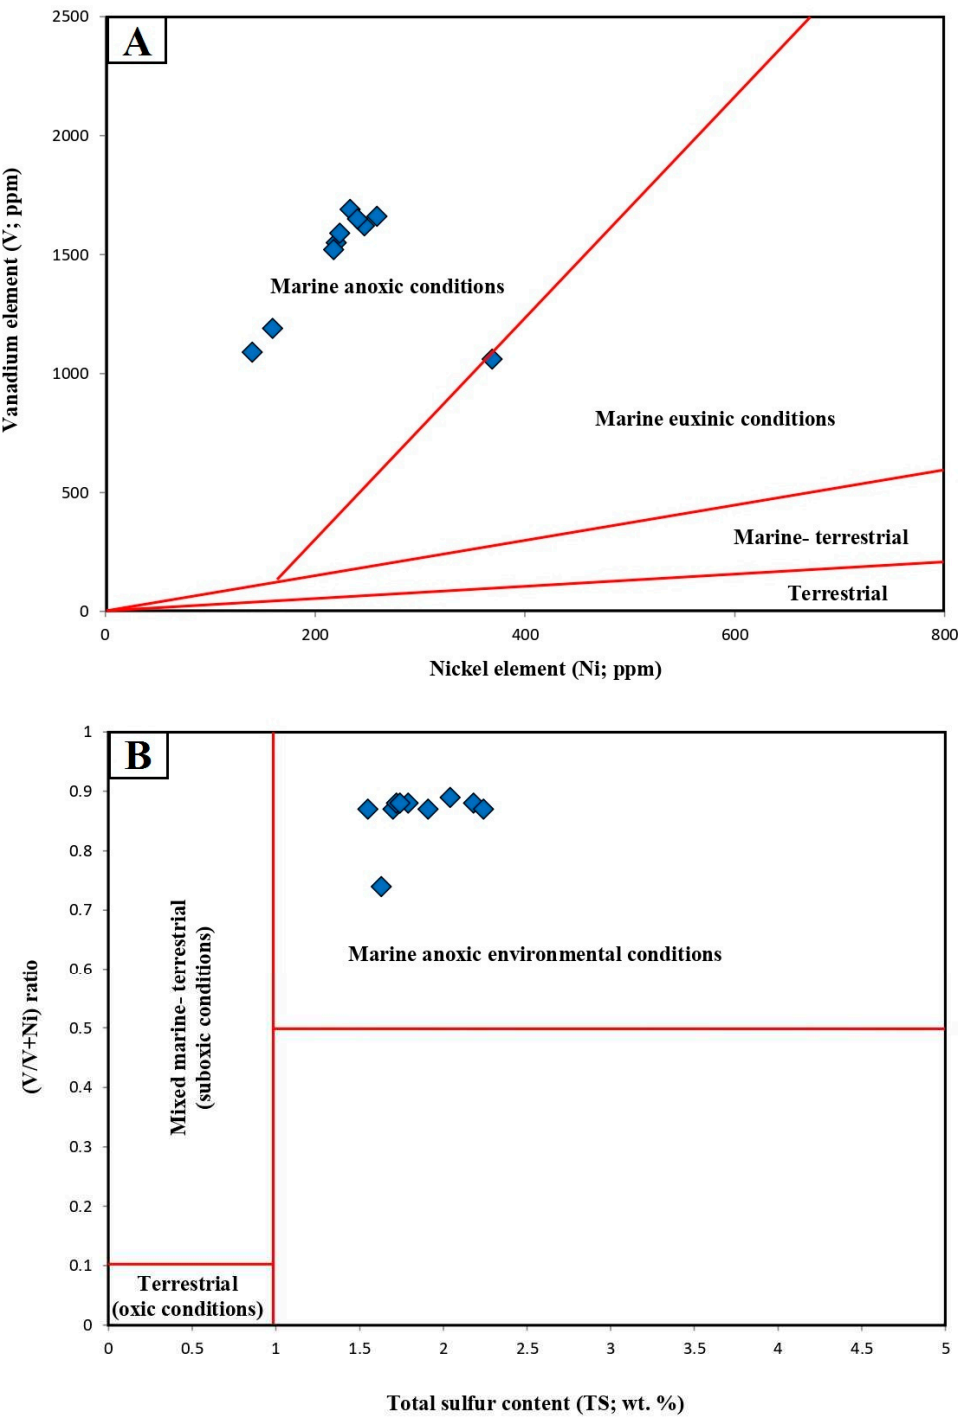 A
2500
2000
1500
1000
500
0
Vanadium element (V; ppm)
Marine anoxic conditions
Marine euxinic conditions
Marine- terrestrial
Terrestrial
0 200 400 600 800
Nickel element (Ni; ppm)
B
1
0.9
0.8
0.7
0.6
0.5
0.4
0.3
0.2
0.1
0
(V/V+Ni) ratio
Mixed marine- terrestrial
(suboxic conditions)
Marine anoxic environmental conditions
Terrestrial
(oxic conditions)
0 0.5 1 1.5 2 2.5 3 3.5 4 4.5 5
Total sulfur content (TS; wt. %)